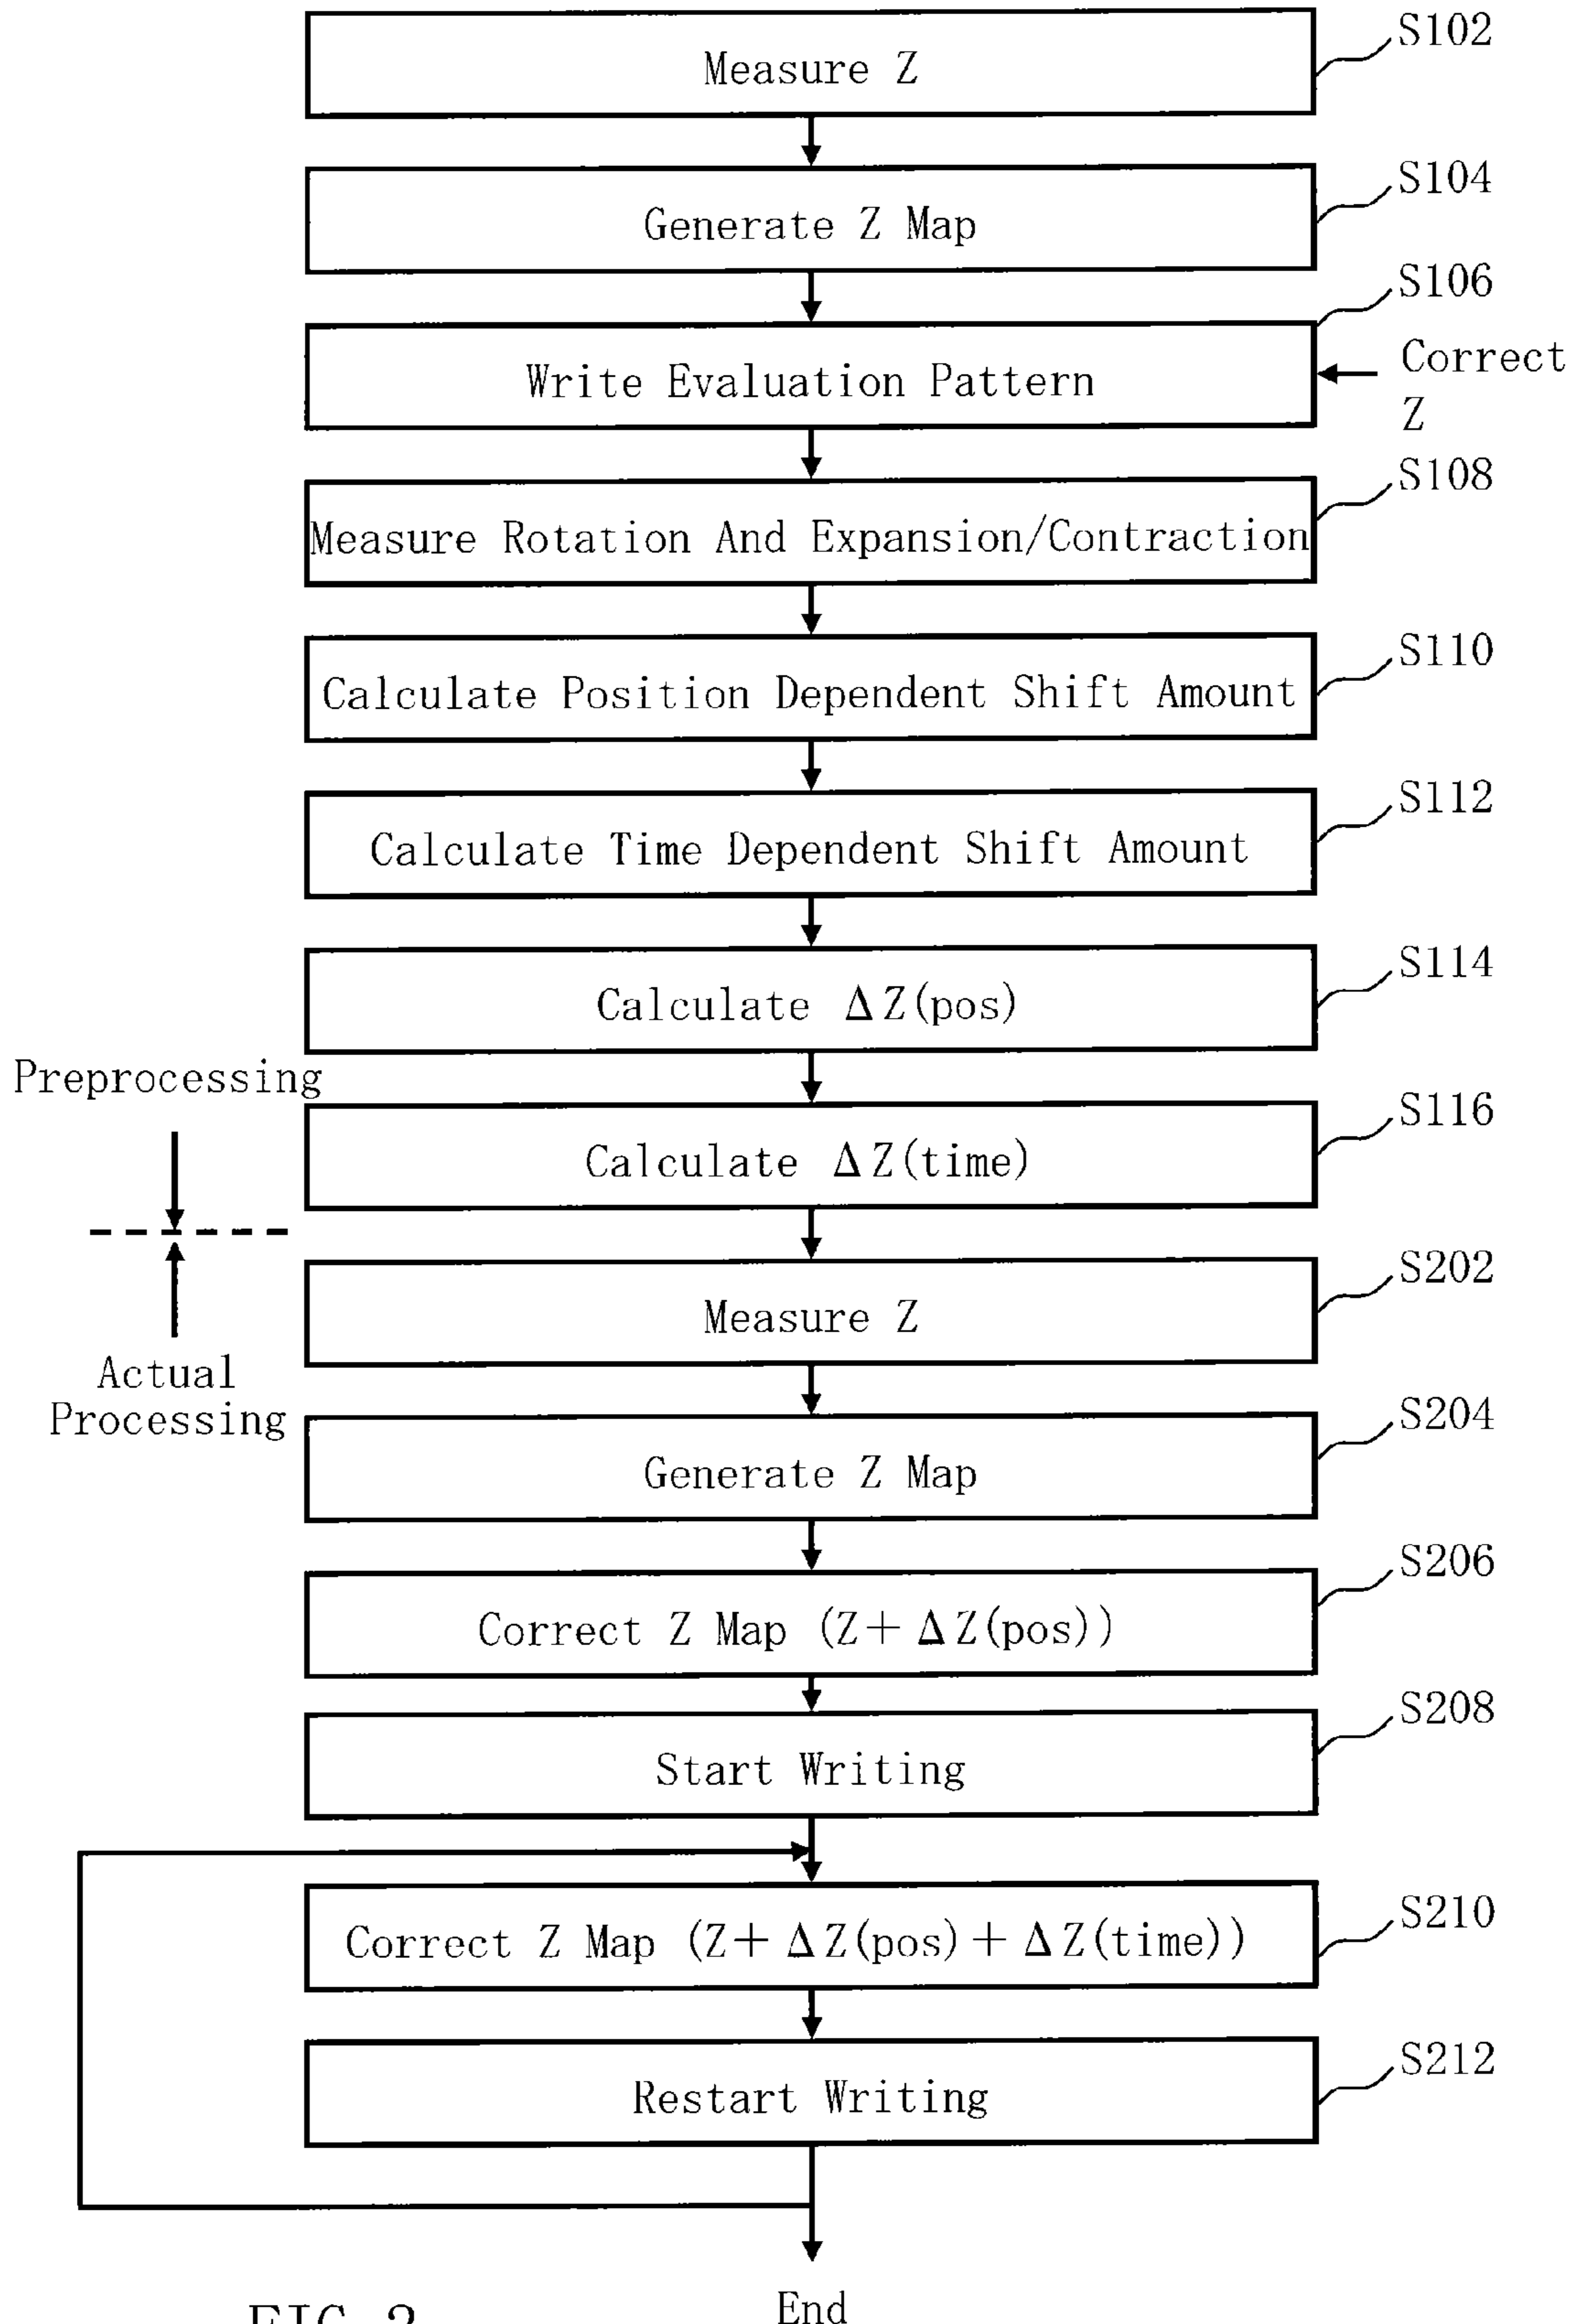 Measure Z
S102
Generate Z Map
S104
S106
Write Evaluation Pattern
Correct
Z
S108
Measure Rotation And Expansion/Contraction
S110
Calculate Position Dependent Shift Amount
S112
Calculate Time Dependent Shift Amount
S114
Calculate ΔZ(pos)
Preprocessing
S116
Calculate ΔZ(time)
S202
Measure Z
Actual
Processing
S204
Generate Z Map
S206
Correct Z Map (Z+ΔZ(pos))
S208
Start Writing
S210
Correct Z Map (Z+ΔZ(pos)+ΔZ(time))
S212
Restart Writing
End
FIG. 2